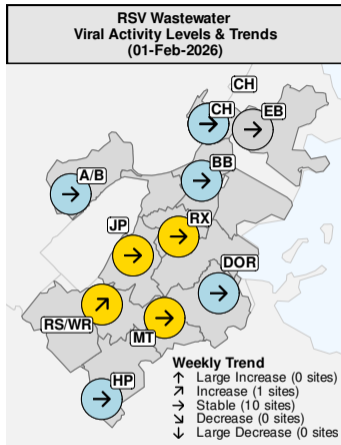 RSV Wastewater
Viral Activity Levels & Trends
(01-Feb-2026)
CH
CH
EB
BB
A/B
RX
JP
DOR
RS/WR
MT
HP
Weekly Trend
↑ Large Increase (0 sites)
↗ Increase (1 sites)
→ Stable (10 sites)
↘ Decrease (0 sites)
↓ Large Decrease (0 sites